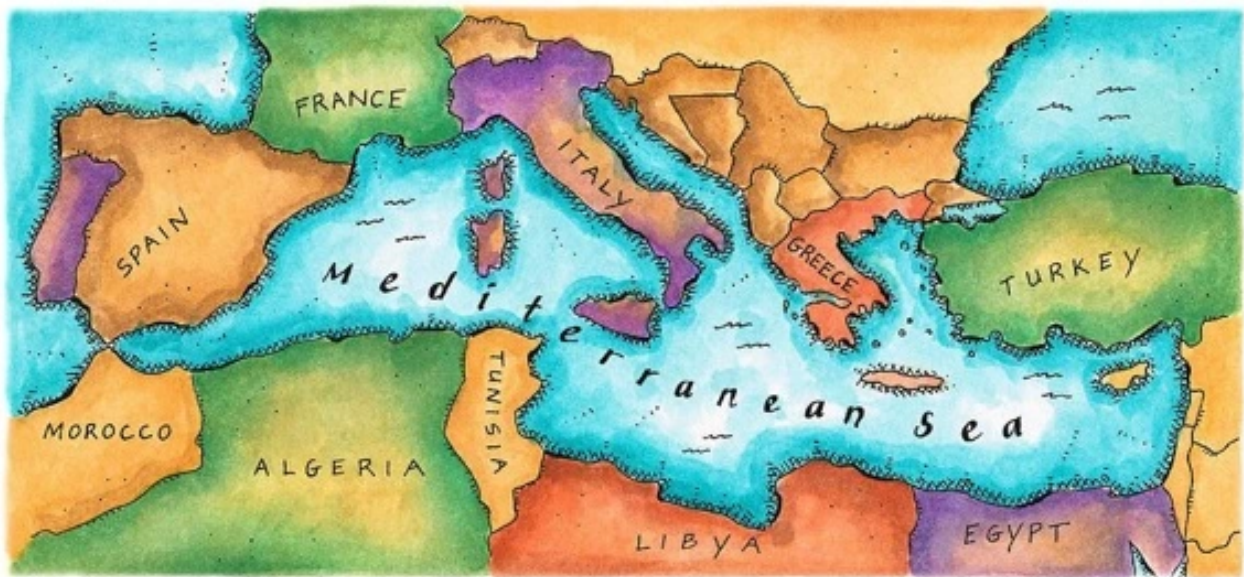 FRANCE
ITALY
SPAIN
GREECE
TURKEY
Mediterranean Sea
TUNISIA
MOROCCO
ALGERIA
LIBYA
EGYPT